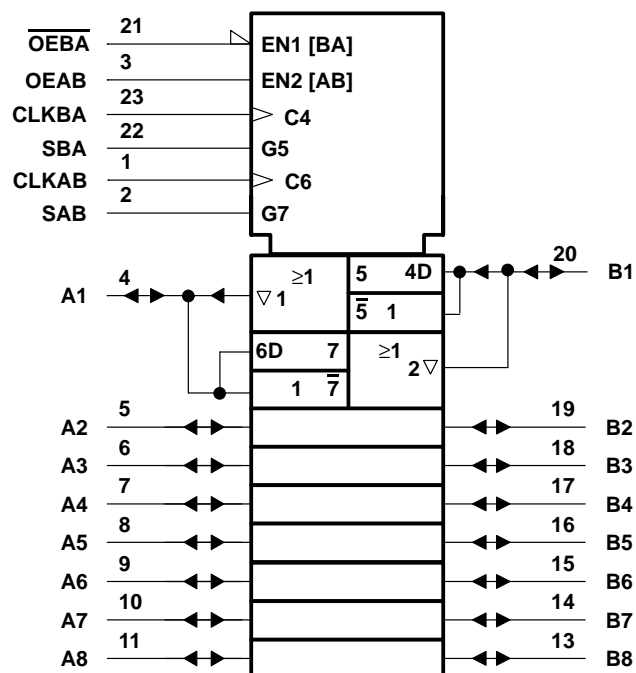 O̅E̅B̅A̅ 21 EN1 [BA]
OEAB 3 EN2 [AB]
CLKBA 23 C4
SBA 22 G5
CLKAB 1 C6
SAB 2 G7
A1 4 ≥1 ▽ 1 5 4D 20 B1
5̅ 1
6D 7 ≥1 2 ▽
1 7̅
A2 5 19 B2
A3 6 18 B3
A4 7 17 B4
A5 8 16 B5
A6 9 15 B6
A7 10 14 B7
A8 11 13 B8